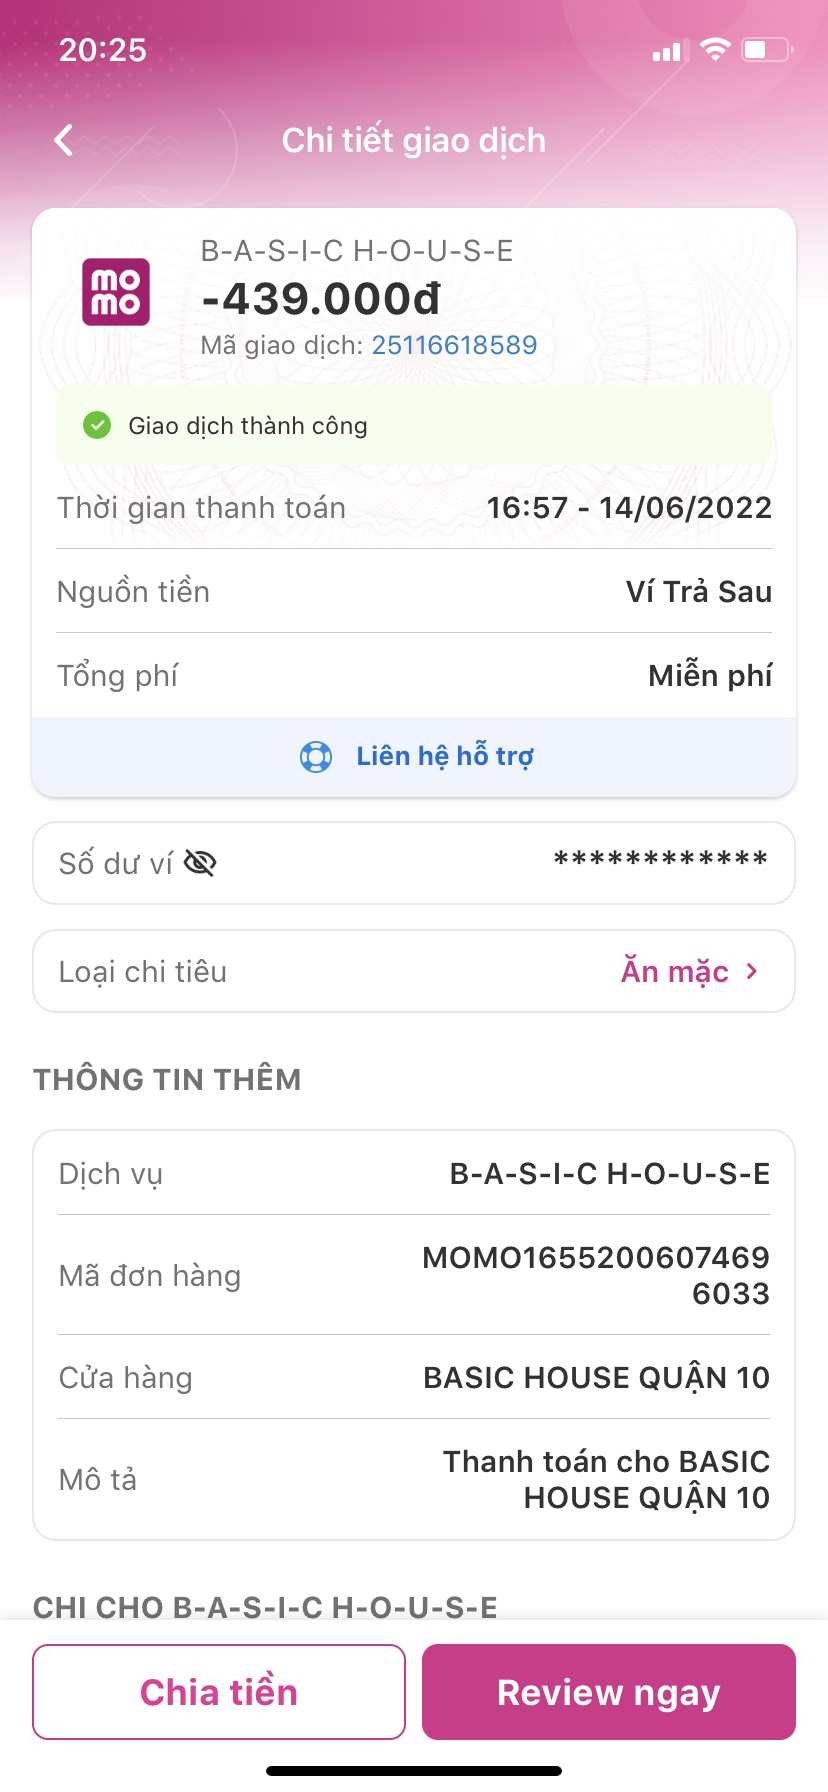 20:25
Chi tiết giao dịch
B-A-S-I-C H-O-U-S-E
momo
-439.000đ
Mã giao dịch: 25116618589
Giao dịch thành công
Thời gian thanh toán 16:57 - 14/06/2022
Nguồn tiền Ví Trả Sau
Tổng phí Miễn phí
Liên hệ hỗ trợ
Số dư ví ************
Loại chi tiêu Ăn mặc
THÔNG TIN THÊM
Dịch vụ B-A-S-I-C H-O-U-S-E
Mã đơn hàng MOMO1655200607469
6033
Cửa hàng BASIC HOUSE QUẬN 10
Mô tả Thanh toán cho BASIC
HOUSE QUẬN 10
CHI CHO B-A-S-I-C H-O-U-S-E
Chia tiền Review ngay